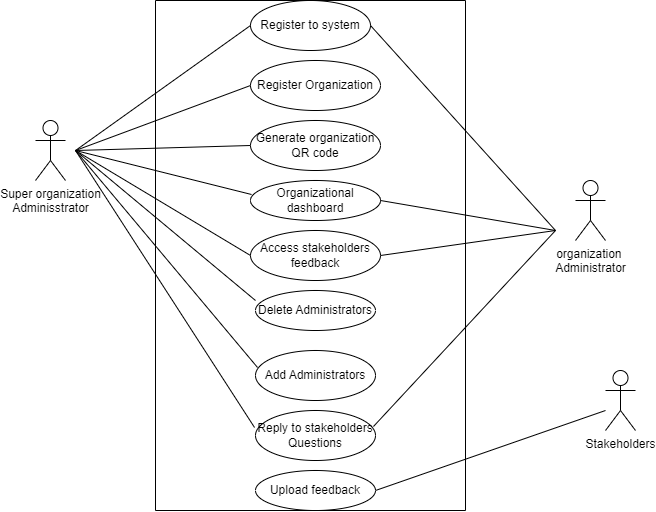 Register to system
Register Organization
Generate organization
QR code
Super organization
Adminisstrator
Organizational
dashboard
Access stakeholders
feedback
organization
Administrator
Delete Administrators
Add Administrators
Reply to stakeholders
Questions
Stakeholders
Upload feedback